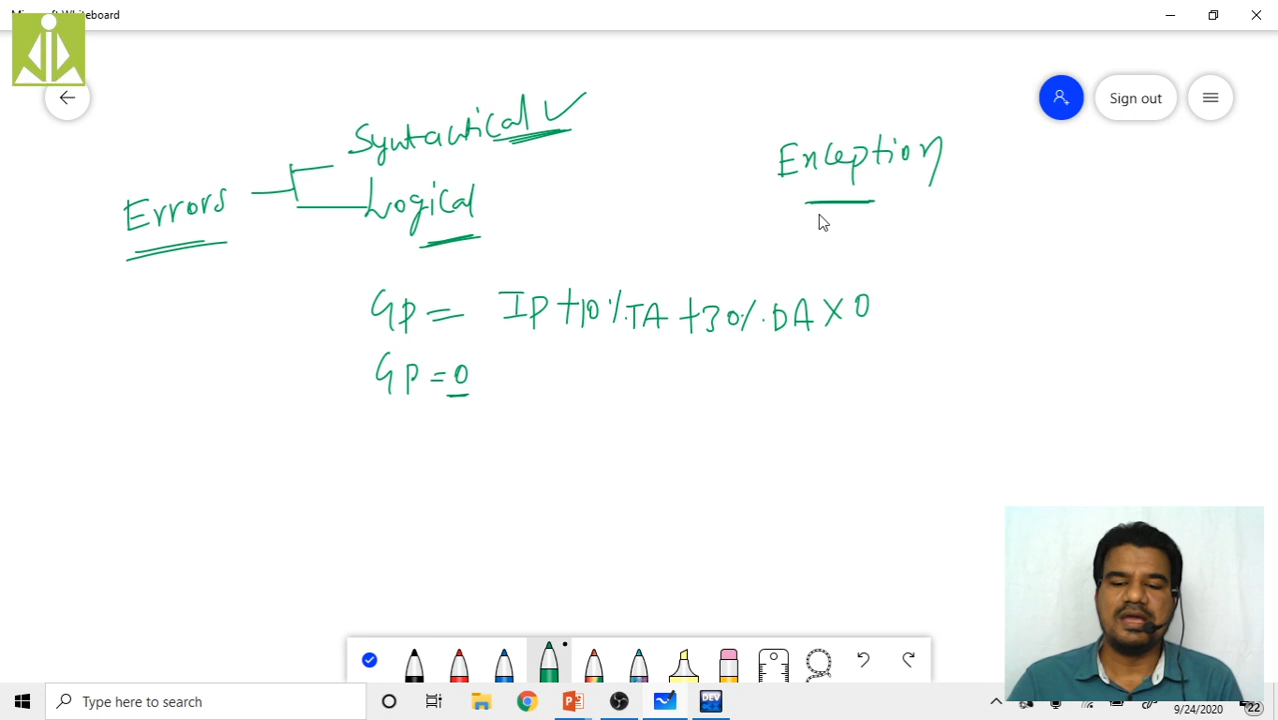 Microsoft Whiteboard
Sign out
Syntactical ✓
Errors
Logical
Exception
GP = IP + 10%.TA + 30%.DA X 0
GP = 0
DEV
Type here to search
9/24/2020
22